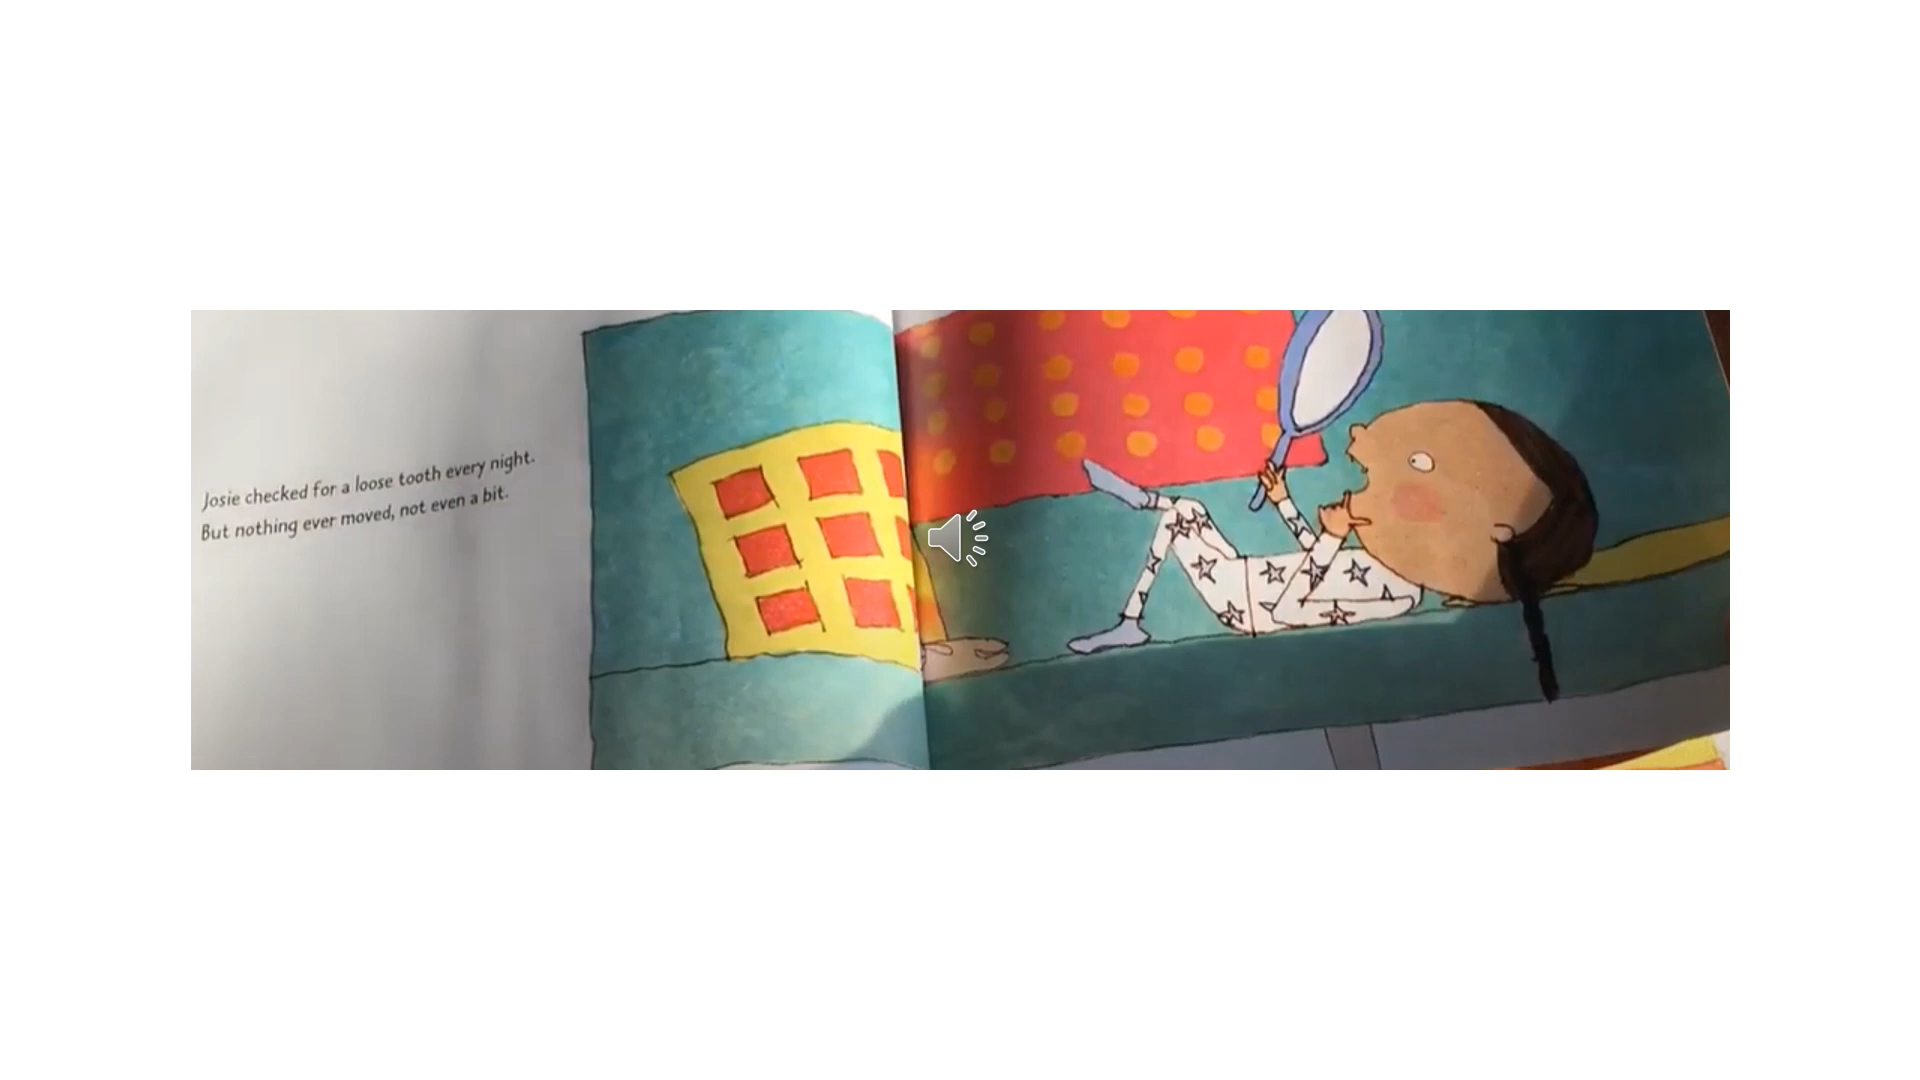 Josie checked for a loose tooth every night.
But nothing ever moved, not even a bit.